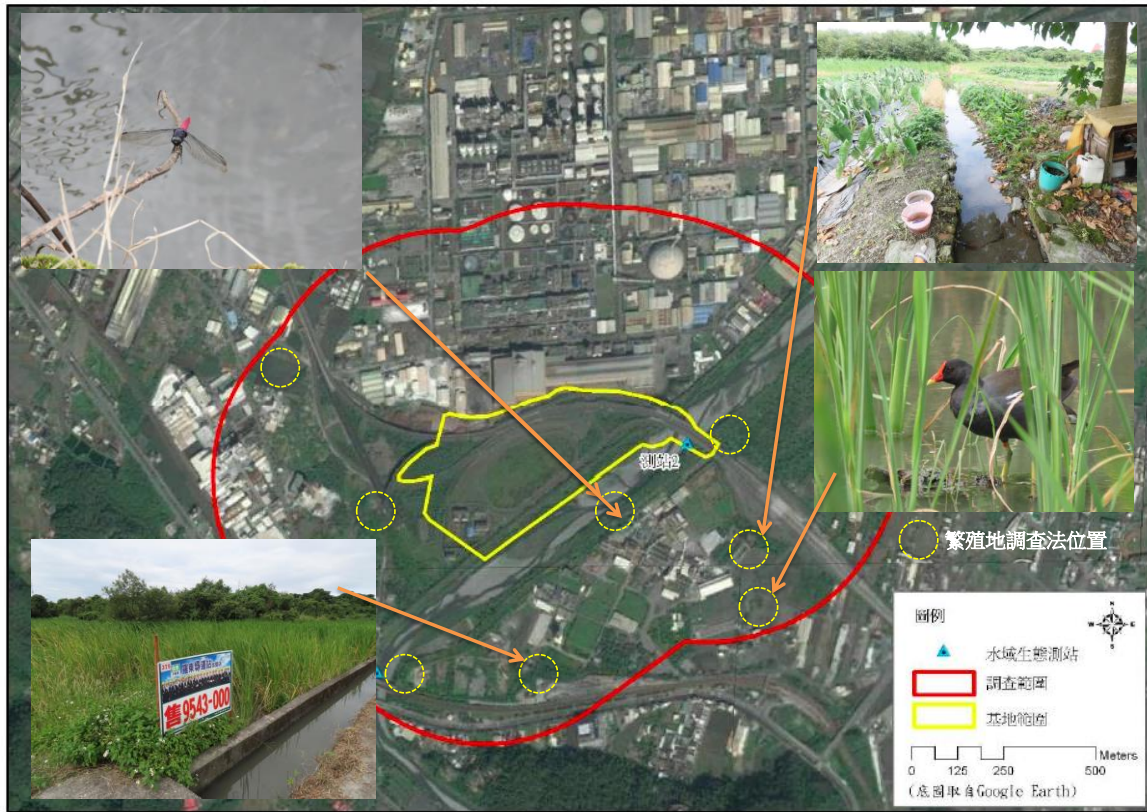 測站2
售9543-000
繁殖地調查法位置
圖例
N
W E
S
水域生態測站
調查範圍
基地範圍
0 125 250 500 Meters
(底圖取自Google Earth)